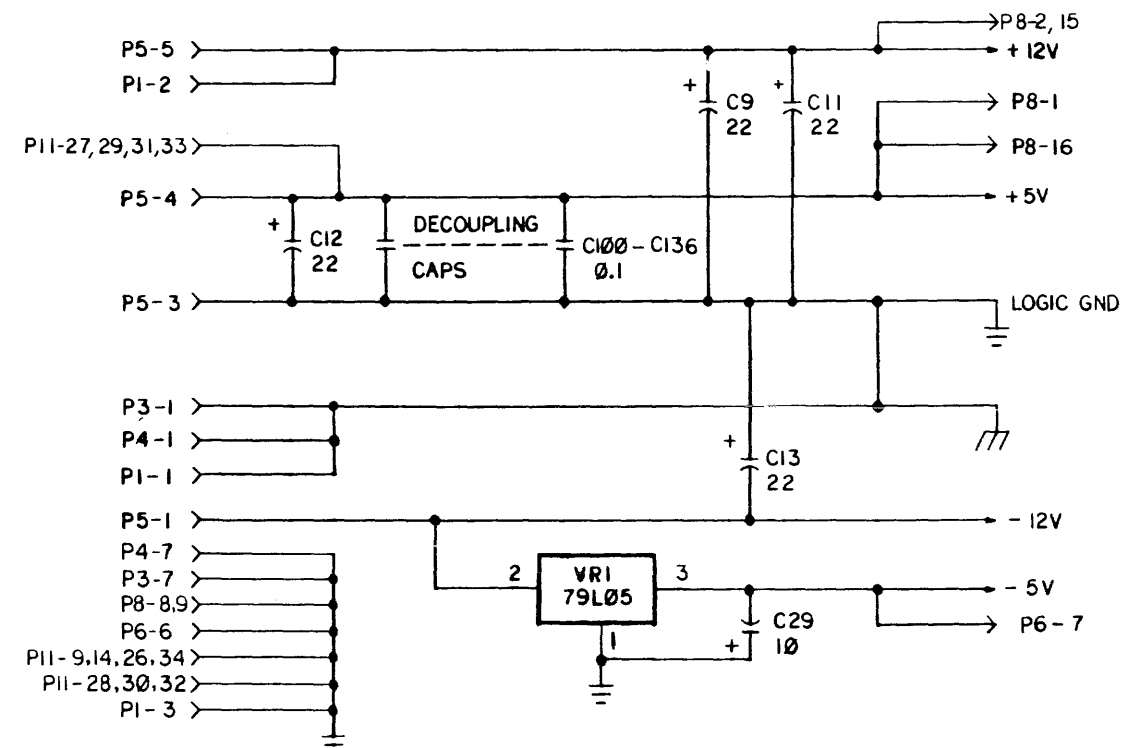 P8-2, 15
P5-5
+ 12V
P1-2
+ C9 22
+ C11 22
P8-1
P11-27, 29, 31, 33
P8-16
P5-4
+ 5V
+ C12 22
DECOUPLING
CAPS
C100 - C136
0.1
P5-3
LOGIC GND
P3-1
P4-1
P1-1
+ C13 22
P5-1
- 12V
P4-7
P3-7
P8-8,9
P6-6
P11-9,14,26,34
P11-28,30,32
P1-3
2
VR1
79L05
3
1
- 5V
+ C29 10
P6-7